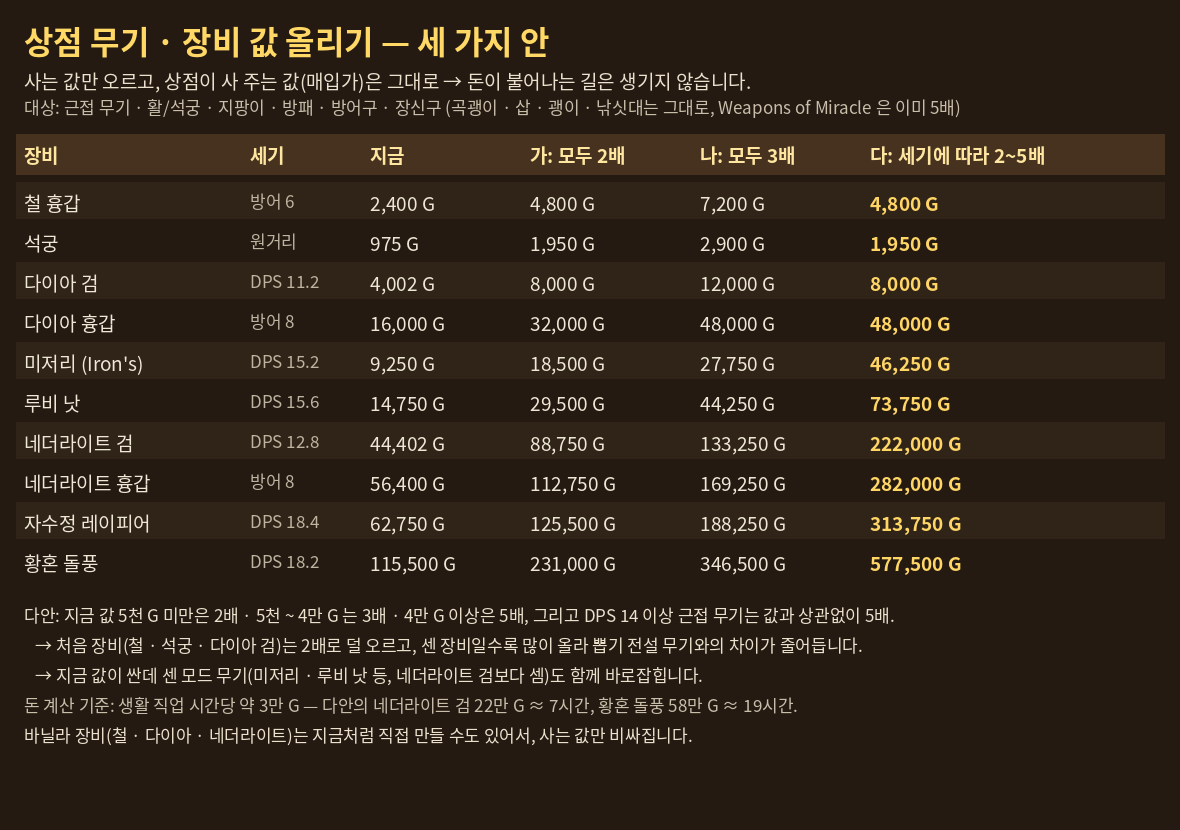 상점 무기 · 장비 값 올리기 — 세 가지 안
사는 값만 오르고, 상점이 사 주는 값(매입가)은 그대로 → 돈이 불어나는 길은 생기지 않습니다.
대상: 근접 무기 · 활/석궁 · 지팡이 · 방패 · 방어구 · 장신구 (곡괭이 · 삽 · 괭이 · 낚싯대는 그대로, Weapons of Miracle 은 이미 5배)
장비 세기 지금 가: 모두 2배 나: 모두 3배 다: 세기에 따라 2~5배
철 흉갑 방어 6 2,400 G 4,800 G 7,200 G 4,800 G
석궁 원거리 975 G 1,950 G 2,900 G 1,950 G
다이아 검 DPS 11.2 4,002 G 8,000 G 12,000 G 8,000 G
다이아 흉갑 방어 8 16,000 G 32,000 G 48,000 G 48,000 G
미저리 (Iron's) DPS 15.2 9,250 G 18,500 G 27,750 G 46,250 G
루비 낫 DPS 15.6 14,750 G 29,500 G 44,250 G 73,750 G
네더라이트 검 DPS 12.8 44,402 G 88,750 G 133,250 G 222,000 G
네더라이트 흉갑 방어 8 56,400 G 112,750 G 169,250 G 282,000 G
자수정 레이피어 DPS 18.4 62,750 G 125,500 G 188,250 G 313,750 G
황혼 돌풍 DPS 18.2 115,500 G 231,000 G 346,500 G 577,500 G
다안: 지금 값 5천 G 미만은 2배 · 5천 ~ 4만 G 는 3배 · 4만 G 이상은 5배, 그리고 DPS 14 이상 근접 무기는 값과 상관없이 5배.
→ 처음 장비(철 · 석궁 · 다이아 검)는 2배로 덜 오르고, 센 장비일수록 많이 올라 뽑기 전설 무기와의 차이가 줄어듭니다.
→ 지금 값이 싼데 센 모드 무기(미저리 · 루비 낫 등, 네더라이트 검보다 셈)도 함께 바로잡힙니다.
돈 계산 기준: 생활 직업 시간당 약 3만 G — 다안의 네더라이트 검 22만 G ≈ 7시간, 황혼 돌풍 58만 G ≈ 19시간.
바닐라 장비(철 · 다이아 · 네더라이트)는 지금처럼 직접 만들 수도 있어서, 사는 값만 비싸집니다.